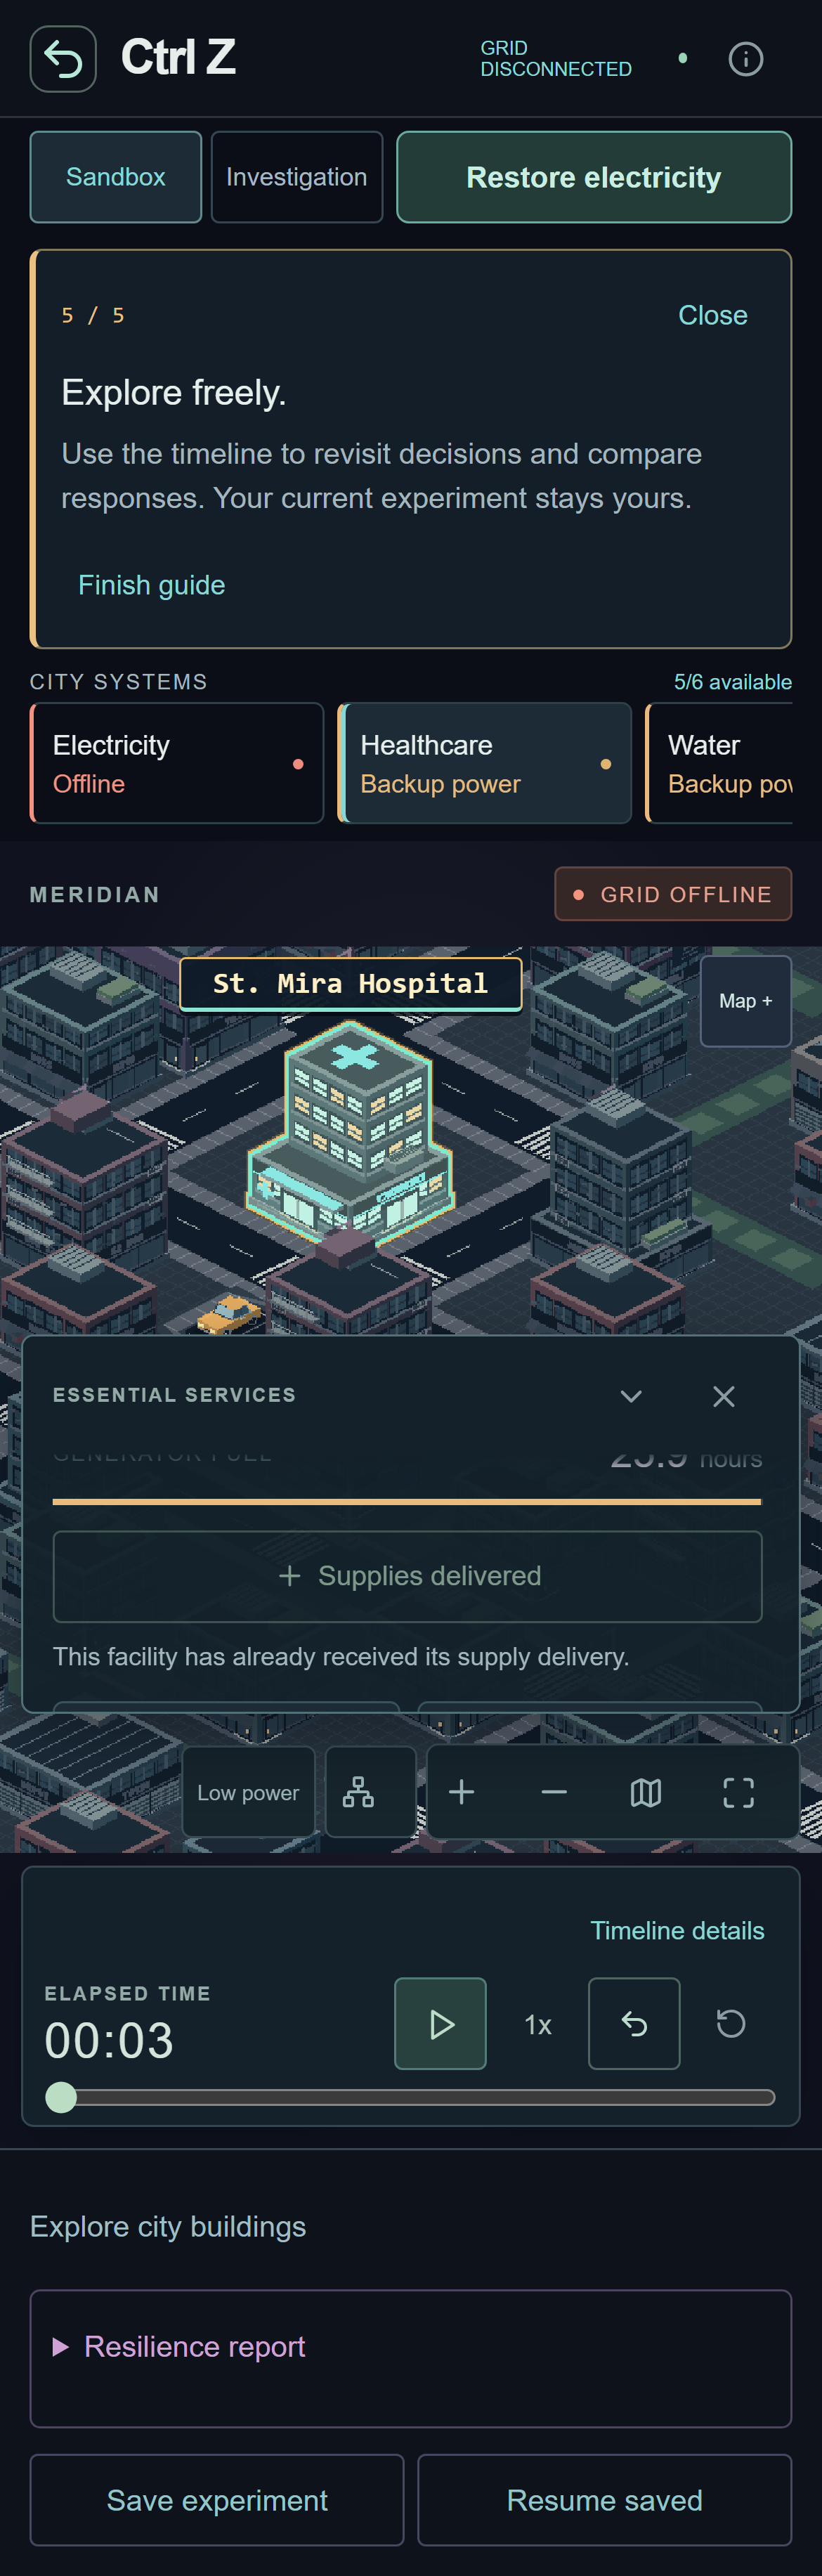 Ctrl Z
GRID
DISCONNECTED
Sandbox
Investigation
Restore electricity
5 / 5
Close
Explore freely.
Use the timeline to revisit decisions and compare
responses. Your current experiment stays yours.
Finish guide
CITY SYSTEMS
5/6 available
Electricity
Offline
Healthcare
Backup power
Water
Backup pow
MERIDIAN
GRID OFFLINE
St. Mira Hospital
Map +
ESSENTIAL SERVICES
GENERATOR FUEL
hours
Supplies delivered
This facility has already received its supply delivery.
Low power
Timeline details
ELAPSED TIME
00:03
1x
Explore city buildings
Resilience report
Save experiment
Resume saved